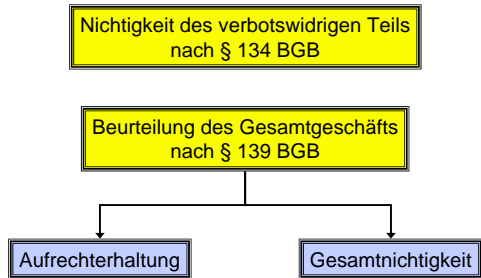 Nichtigkeit des verbotswidrigen Teils
nach § 134 BGB
Beurteilung des Gesamtgeschäfts
nach § 139 BGB
Aufrechterhaltung
Gesamtnichtigkeit